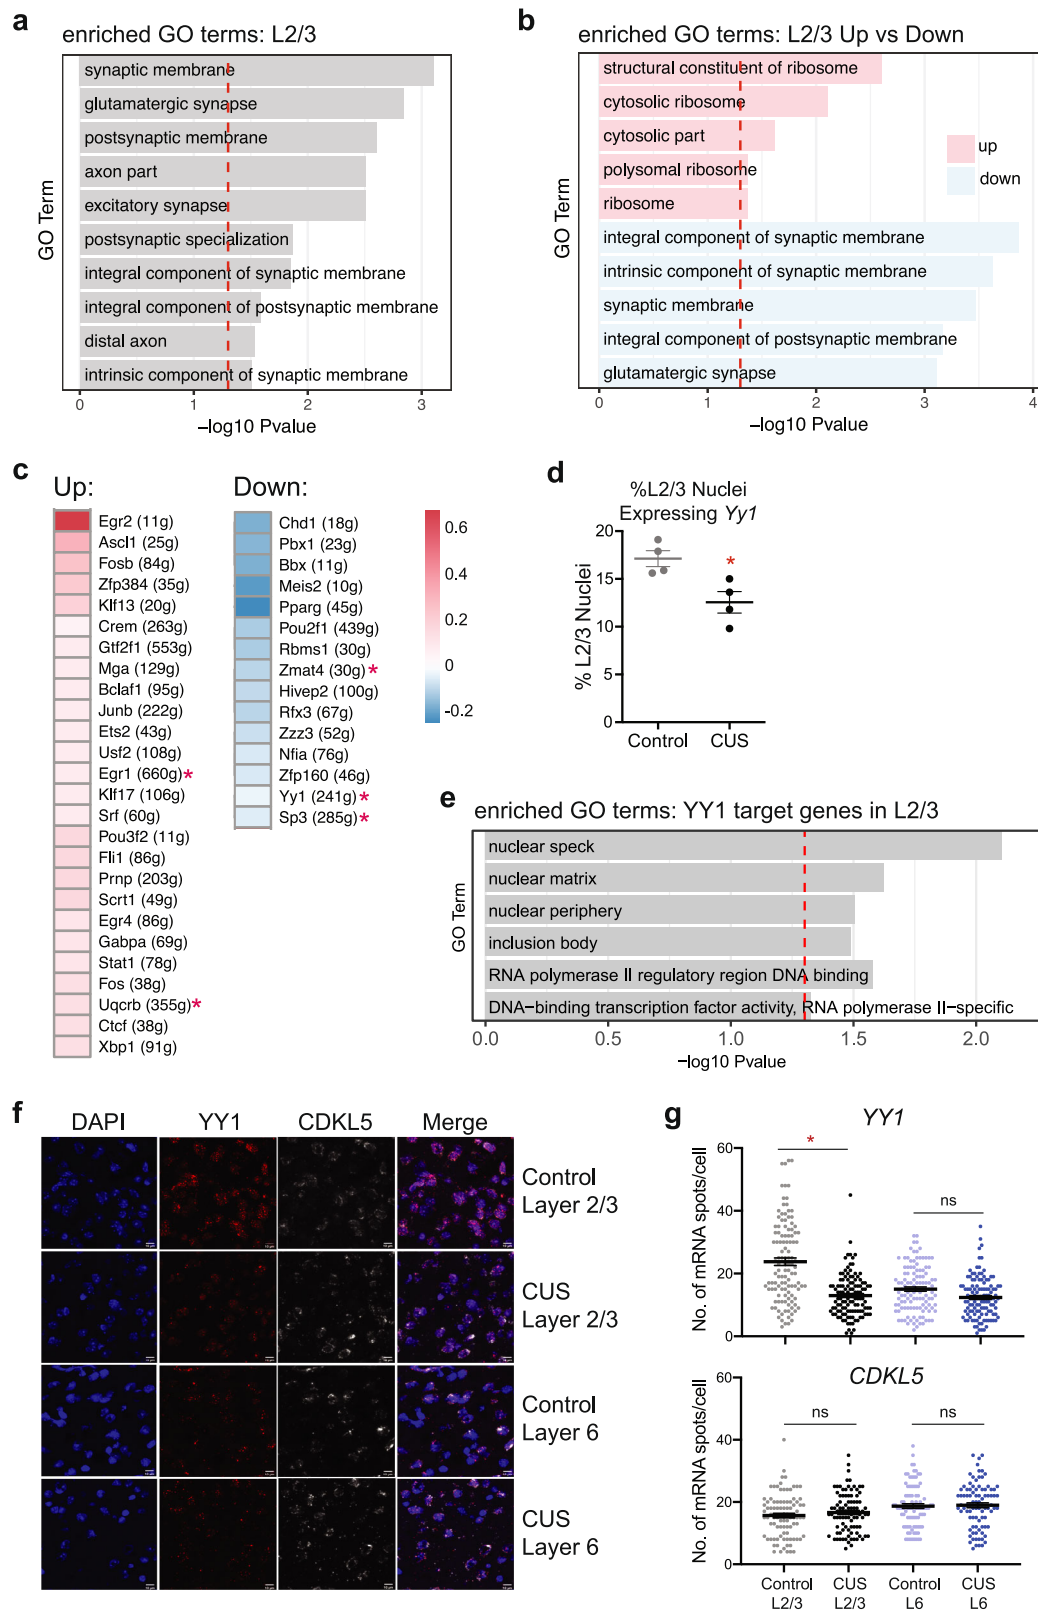 a
enriched GO terms: L2/3
synaptic membrane
glutamatergic synapse
postsynaptic membrane
axon part
excitatory synapse
postsynaptic specialization
integral component of synaptic membrane
integral component of postsynaptic membrane
distal axon
intrinsic component of synaptic membrane
GO Term
0 1 2 3
−log10 Pvalue
b
enriched GO terms: L2/3 Up vs Down
structural constituent of ribosome
cytosolic ribosome
cytosolic part
polysomal ribosome
ribosome
integral component of synaptic membrane
intrinsic component of synaptic membrane
synaptic membrane
integral component of postsynaptic membrane
glutamatergic synapse
up
down
GO Term
0 1 2 3 4
−log10 Pvalue
c
Up:
Egr2 (11g)
Ascl1 (25g)
Fosb (84g)
Zfp384 (35g)
Klf13 (20g)
Crem (263g)
Gtf2f1 (553g)
Mga (129g)
Bclaf1 (95g)
Junb (222g)
Ets2 (43g)
Usf2 (108g)
Egr1 (660g)*
Klf17 (106g)
Srf (60g)
Pou3f2 (11g)
Fli1 (86g)
Prnp (203g)
Scrt1 (49g)
Egr4 (86g)
Gabpa (69g)
Stat1 (78g)
Fos (38g)
Uqcrb (355g)*
Ctcf (38g)
Xbp1 (91g)
Down:
Chd1 (18g)
Pbx1 (23g)
Bbx (11g)
Meis2 (10g)
Pparg (45g)
Pou2f1 (439g)
Rbms1 (30g)
Zmat4 (30g)*
Hivep2 (100g)
Rfx3 (67g)
Zzz3 (52g)
Nfia (76g)
Zfp160 (46g)
Yy1 (241g)*
Sp3 (285g)*
0.6
0.4
0.2
0
-0.2
d
%L2/3 Nuclei
Expressing Yy1
% L2/3 Nuclei
20
15
10
5
0
*
Control CUS
e
enriched GO terms: YY1 target genes in L2/3
nuclear speck
nuclear matrix
nuclear periphery
inclusion body
RNA polymerase II regulatory region DNA binding
DNA−binding transcription factor activity, RNA polymerase II−specific
GO Term
0.0 0.5 1.0 1.5 2.0
−log10 Pvalue
f
DAPI YY1 CDKL5 Merge
Control
Layer 2/3
CUS
Layer 2/3
Control
Layer 6
CUS
Layer 6
g
YY1
No. of mRNA spots/cell
60
40
20
0
*
ns
CDKL5
No. of mRNA spots/cell
60
40
20
0
ns
ns
Control CUS Control CUS
L2/3 L2/3 L6 L6